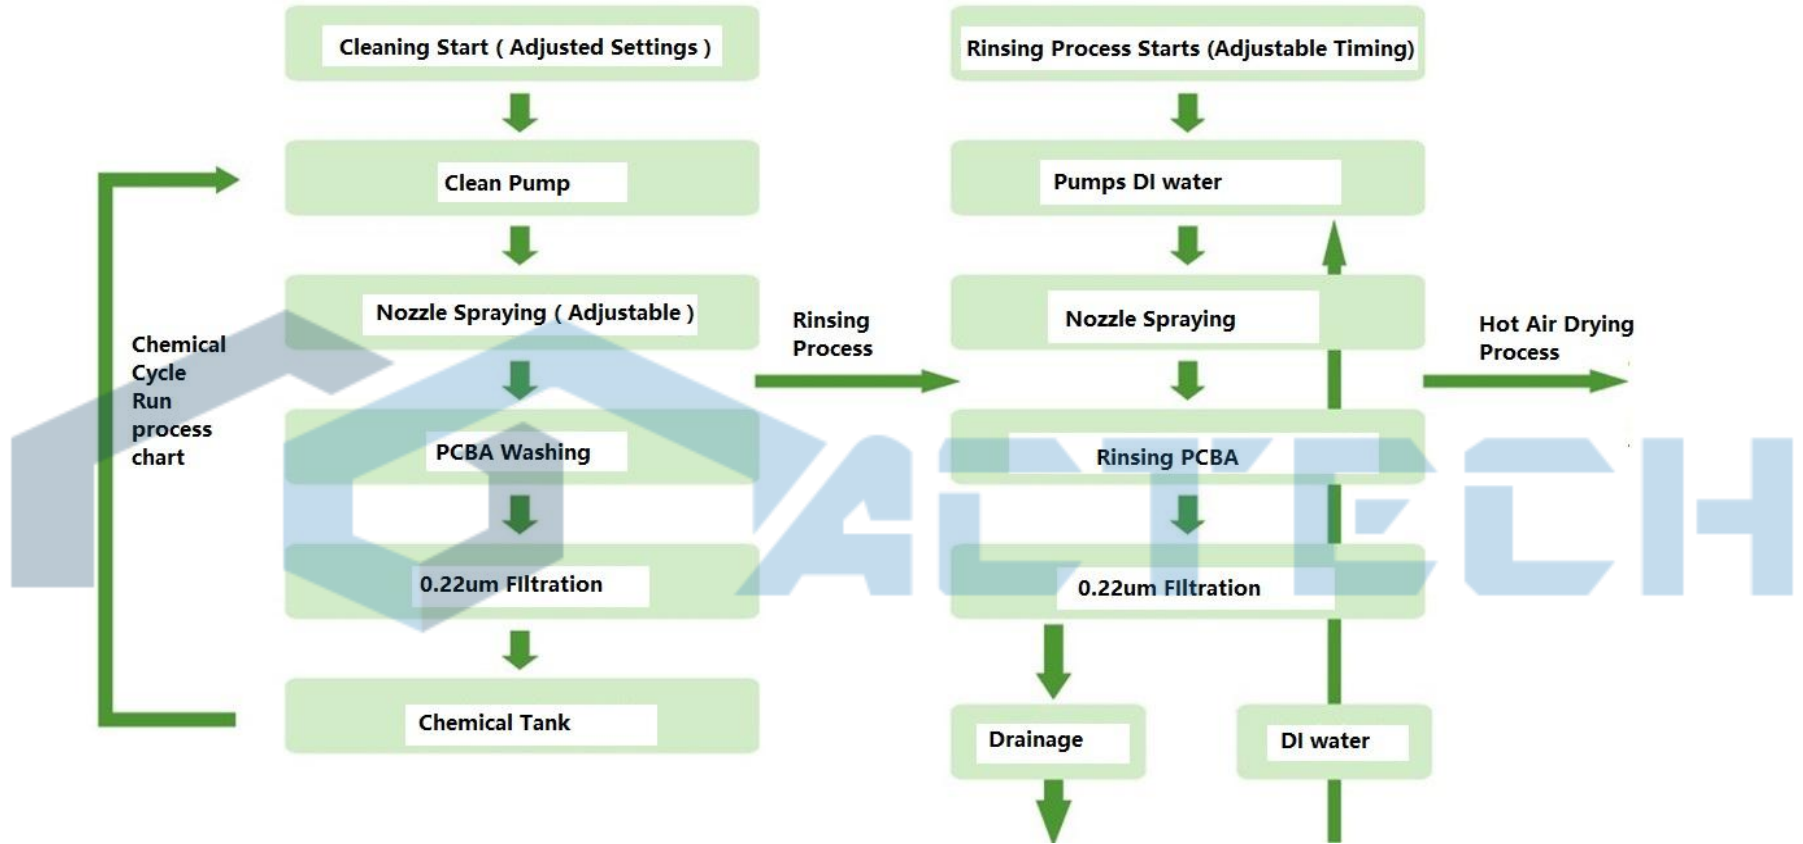 Cleaning Start ( Adjusted Settings )
Clean Pump
Nozzle Spraying ( Adjustable )
PCBA Washing
0.22um FIltration
Chemical Tank
Chemical
Cycle
Run
process
chart
Rinsing
Process
Rinsing Process Starts (Adjustable Timing)
Pumps DI water
Nozzle Spraying
Rinsing PCBA
0.22um FIltration
Drainage
DI water
Hot Air Drying
Process
ACTECH